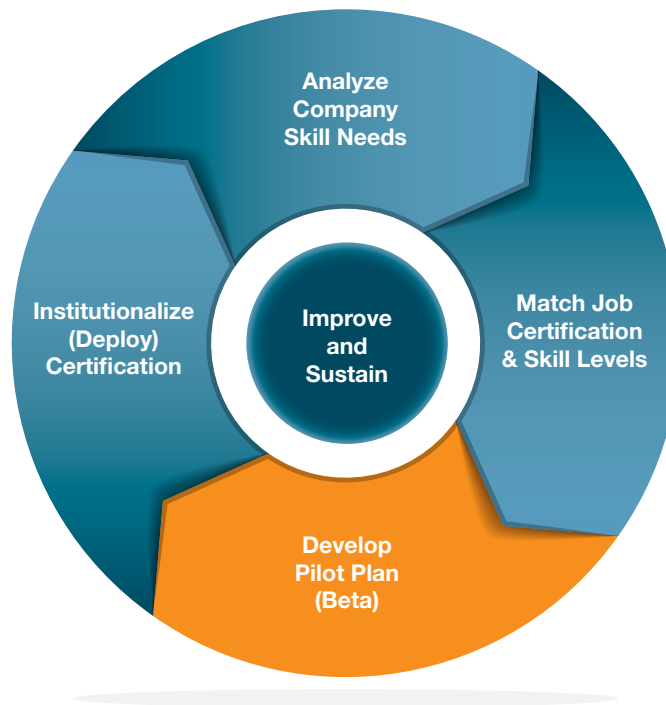 Analyze
Company
Skill Needs
Match Job
Certification
& Skill Levels
Develop
Pilot Plan
(Beta)
Institutionalize
(Deploy)
Certification
Improve
and
Sustain